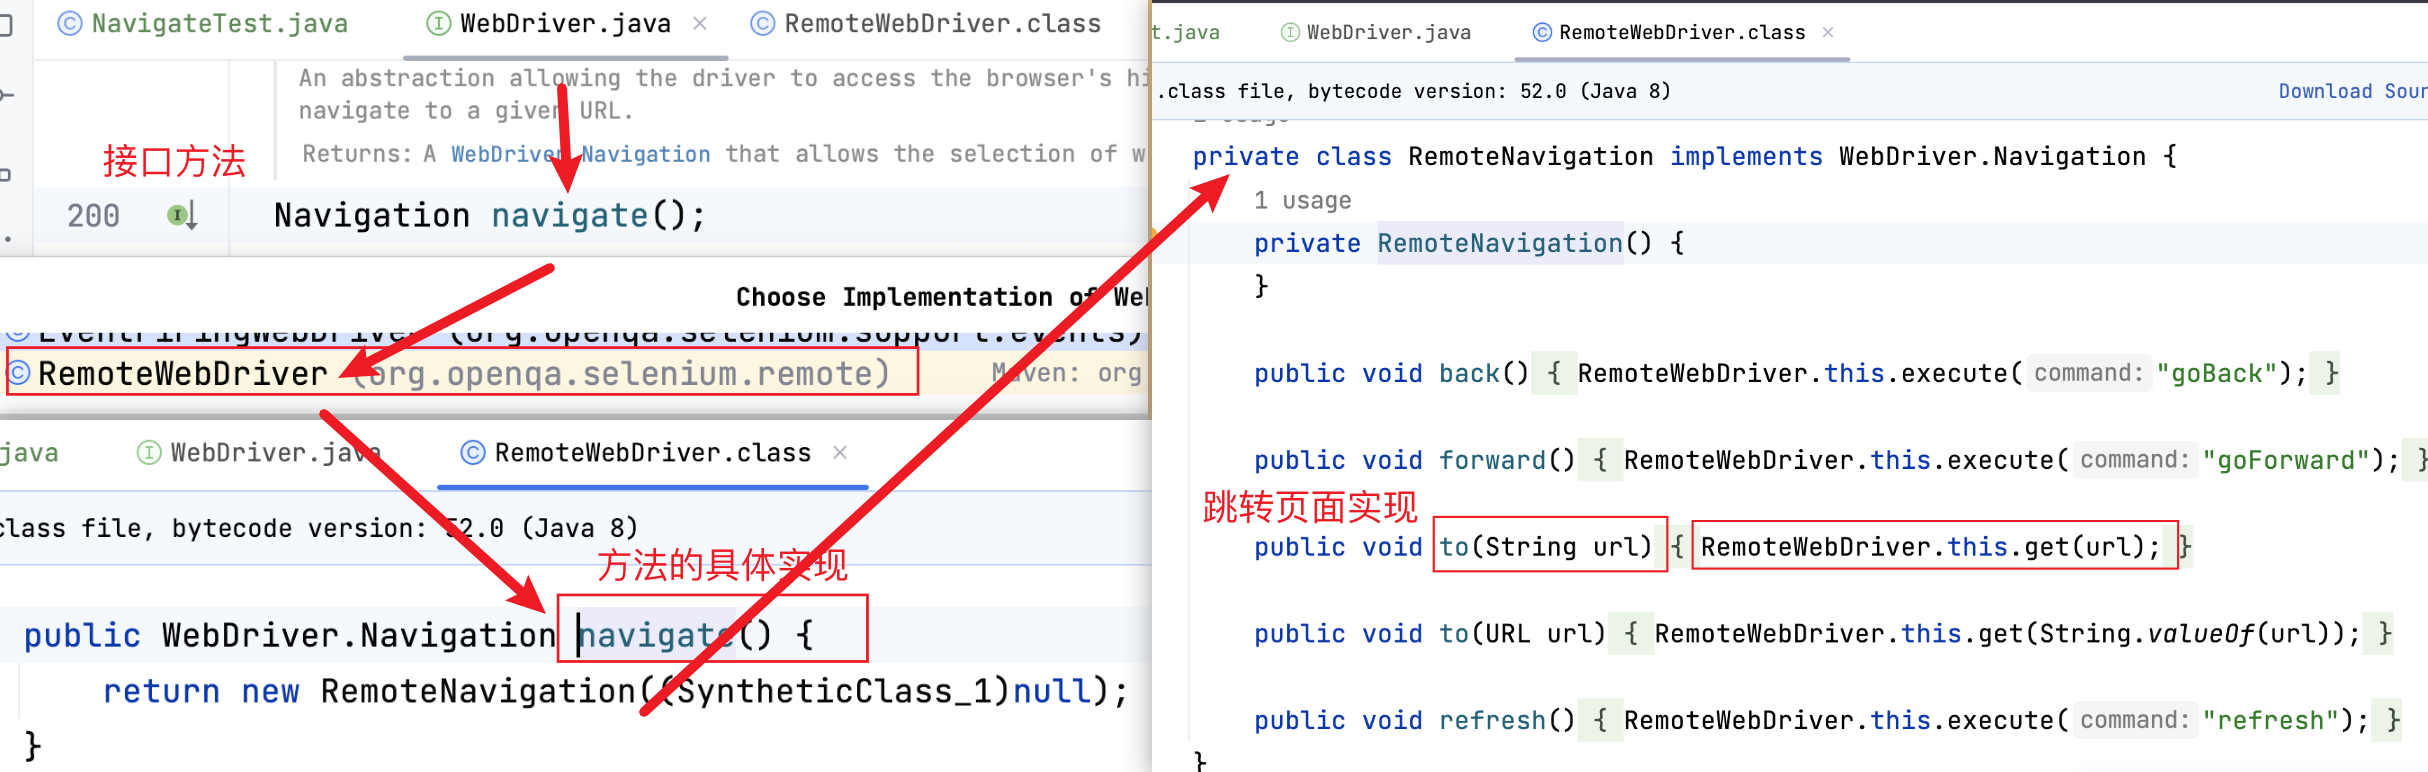 NavigateTest.java
WebDriver.java
RemoteWebDriver.class
An abstraction allowing the driver to access the browser's hi
navigate to a given URL.
Returns: A WebDriver.Navigation that allows the selection of w
接口方法
200 Navigation navigate();
Choose Implementation of We
EventFiringWebDriver (org.openqa.selenium.support.events)
RemoteWebDriver (org.openqa.selenium.remote) Maven: org
java
WebDriver.java
RemoteWebDriver.class
class file, bytecode version: 52.0 (Java 8)
方法的具体实现
public WebDriver.Navigation navigate() {
return new RemoteNavigation((SyntheticClass_1)null);
}
t.java
WebDriver.java
RemoteWebDriver.class
.class file, bytecode version: 52.0 (Java 8)
Download Sour
private class RemoteNavigation implements WebDriver.Navigation {
1 usage
private RemoteNavigation() {
}
public void back() { RemoteWebDriver.this.execute( command: "goBack"); }
public void forward() { RemoteWebDriver.this.execute( command: "goForward"); }
跳转页面实现
public void to(String url) { RemoteWebDriver.this.get(url); }
public void to(URL url) { RemoteWebDriver.this.get(String.valueOf(url)); }
public void refresh() { RemoteWebDriver.this.execute( command: "refresh"); }
}